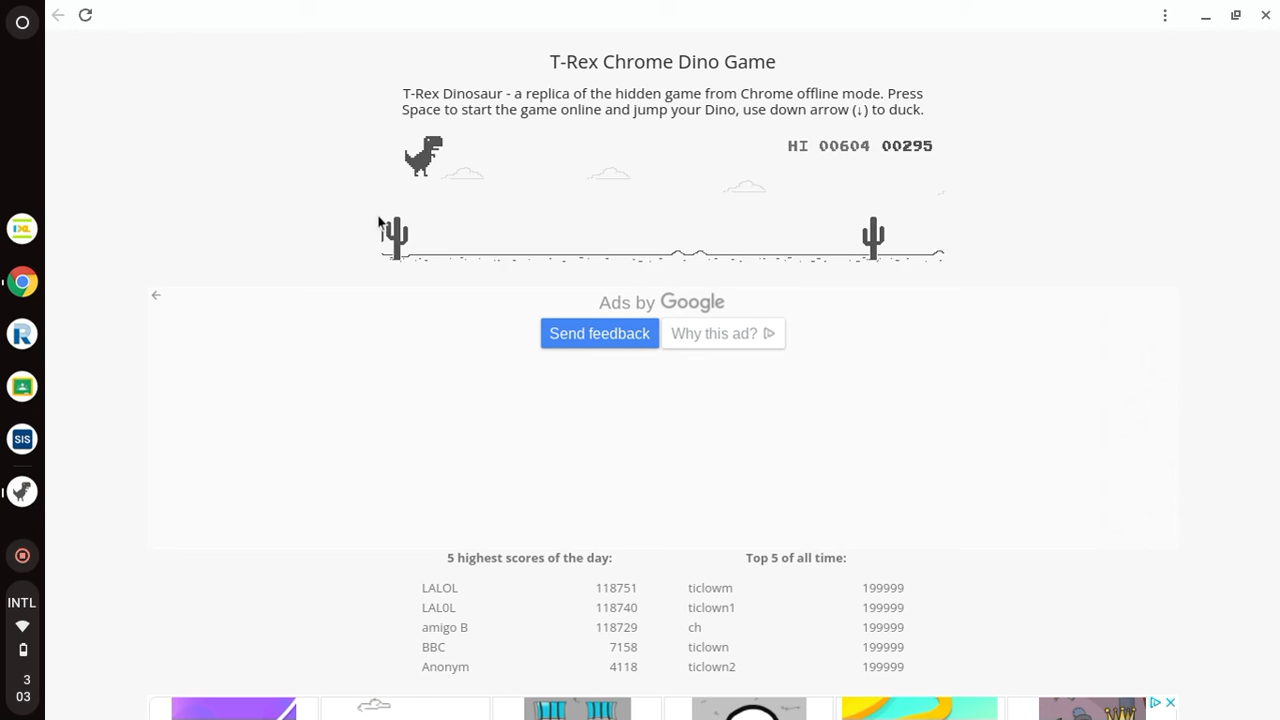 T-Rex Chrome Dino Game
T-Rex Dinosaur - a replica of the hidden game from Chrome offline mode. Press
Space to start the game online and jump your Dino, use down arrow (↓) to duck.
HI 00604 00295
Ads by Google
Send feedback
Why this ad?
5 highest scores of the day:
LALOL 118751
LAL0L 118740
amigo B 118729
BBC 7158
Anonym 4118
Top 5 of all time:
ticlowm 199999
ticlown1 199999
ch 199999
ticlown 199999
ticlown2 199999
IXL
R
SIS
INTL
3
03